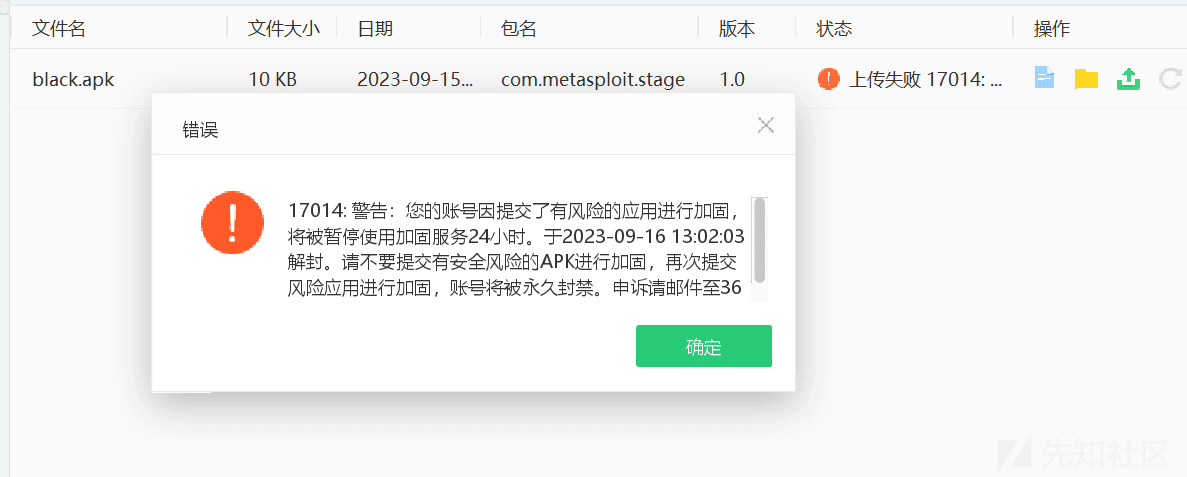 文件名 文件大小 日期 包名 版本 状态 操作
black.apk 10 KB 2023-09-15... com.metasploit.stage 1.0 上传失败 17014: ...
错误
17014: 警告：您的账号因提交了有风险的应用进行加固，
将被暂停使用加固服务24小时。于2023-09-16 13:02:03
解封。请不要提交有安全风险的APK进行加固，再次提交
风险应用进行加固，账号将被永久封禁。申诉请邮件至36
确定
先知社区